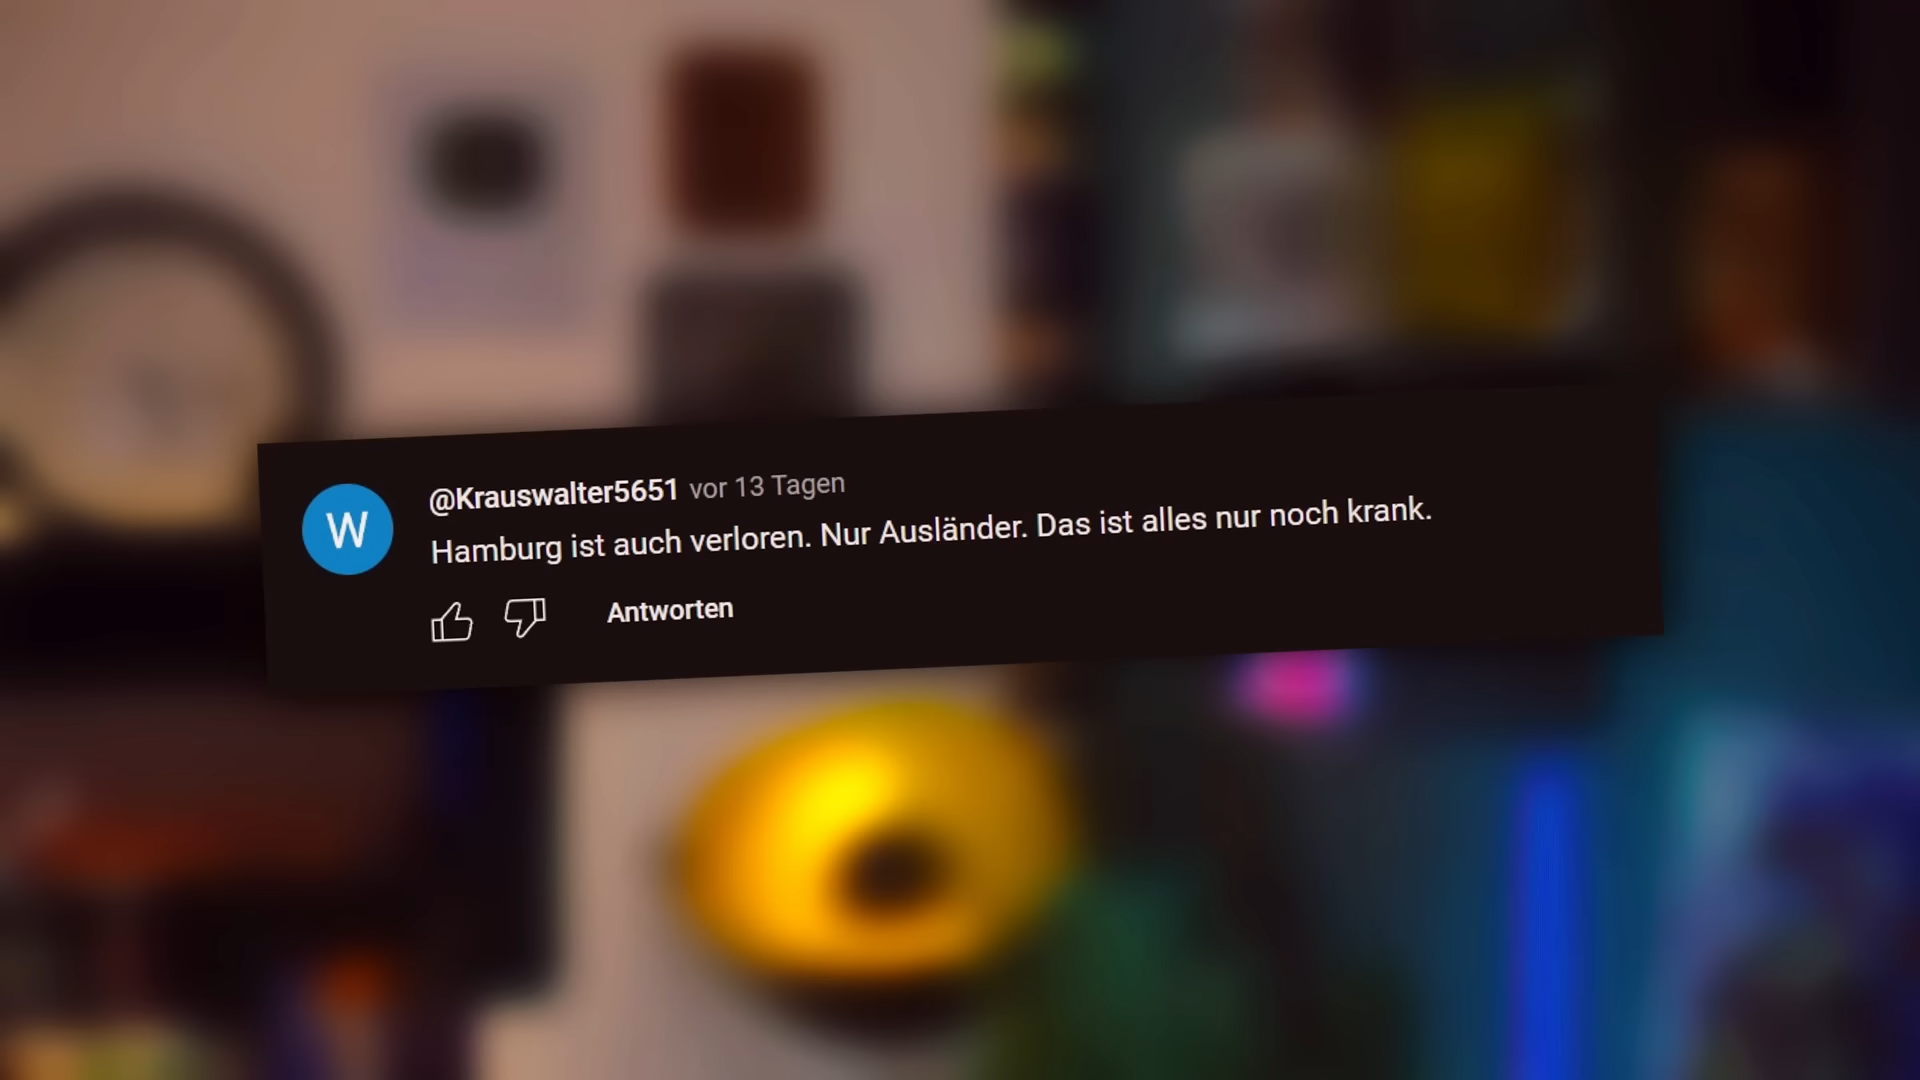 W
@Krauswalter5651 vor 13 Tagen
Hamburg ist auch verloren. Nur Ausländer. Das ist alles nur noch krank.
Antworten